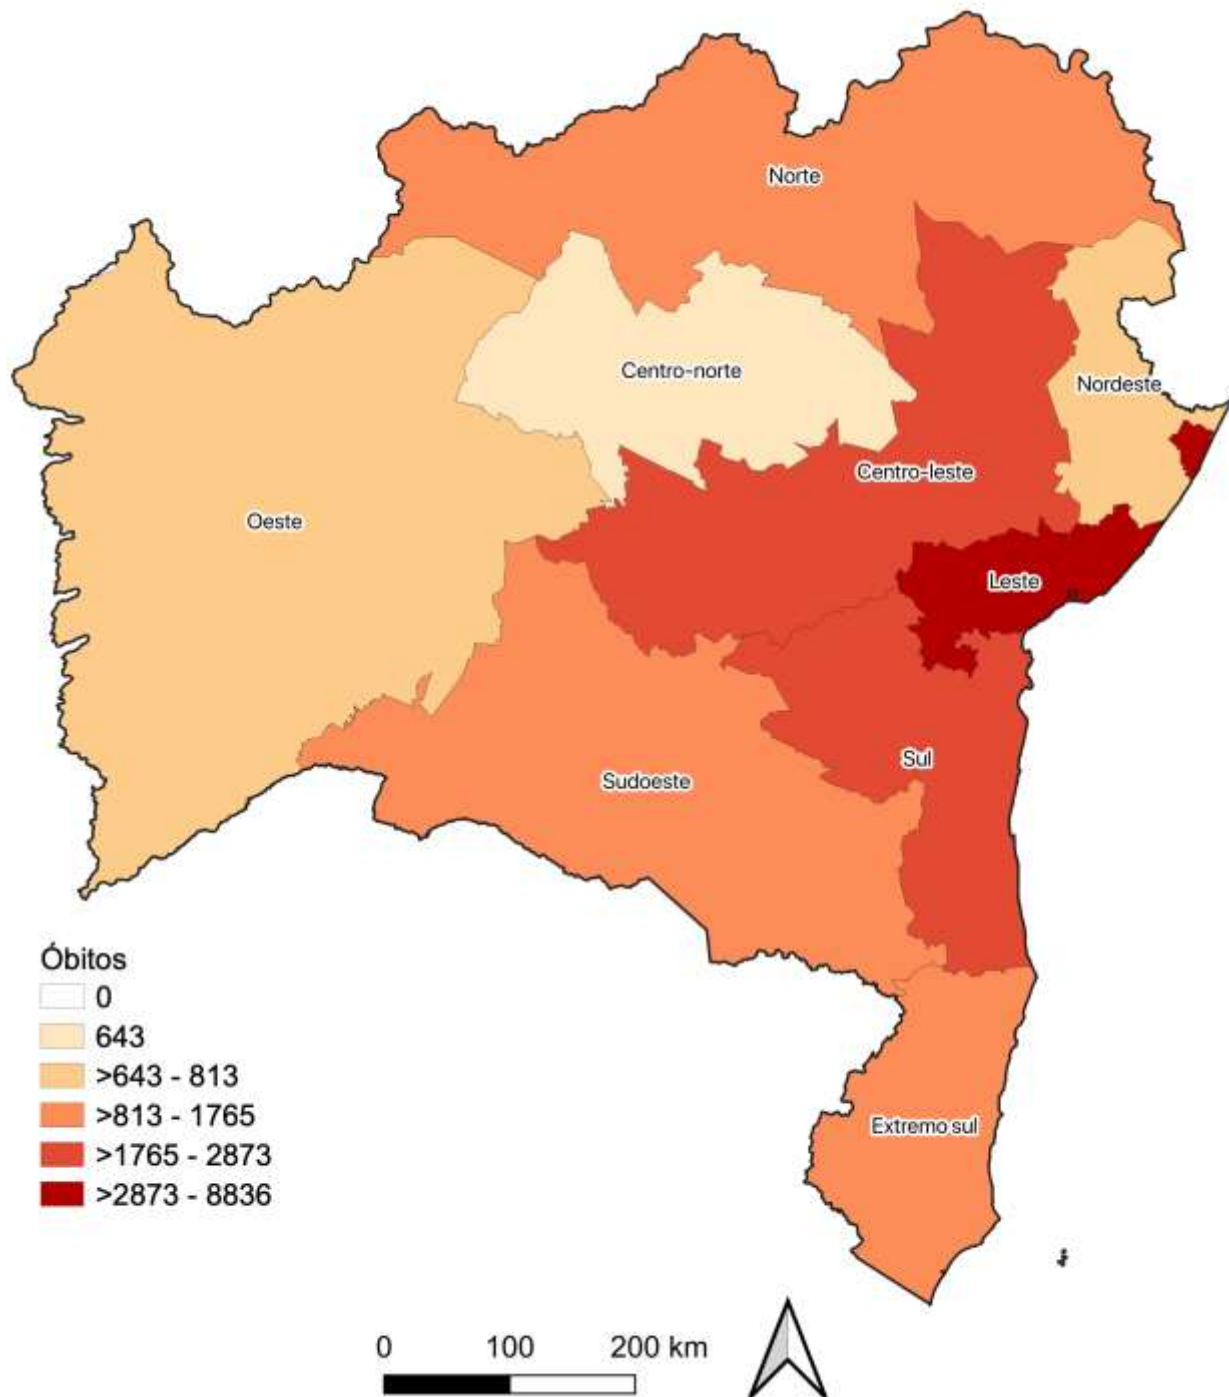 Norte
Centro-norte
Nordeste
Centro-leste
Oeste
Leste
Sul
Sudoeste
Extremo sul
Óbitos
0
643
>643 - 813
>813 - 1765
>1765 - 2873
>2873 - 8836
0 100 200 km